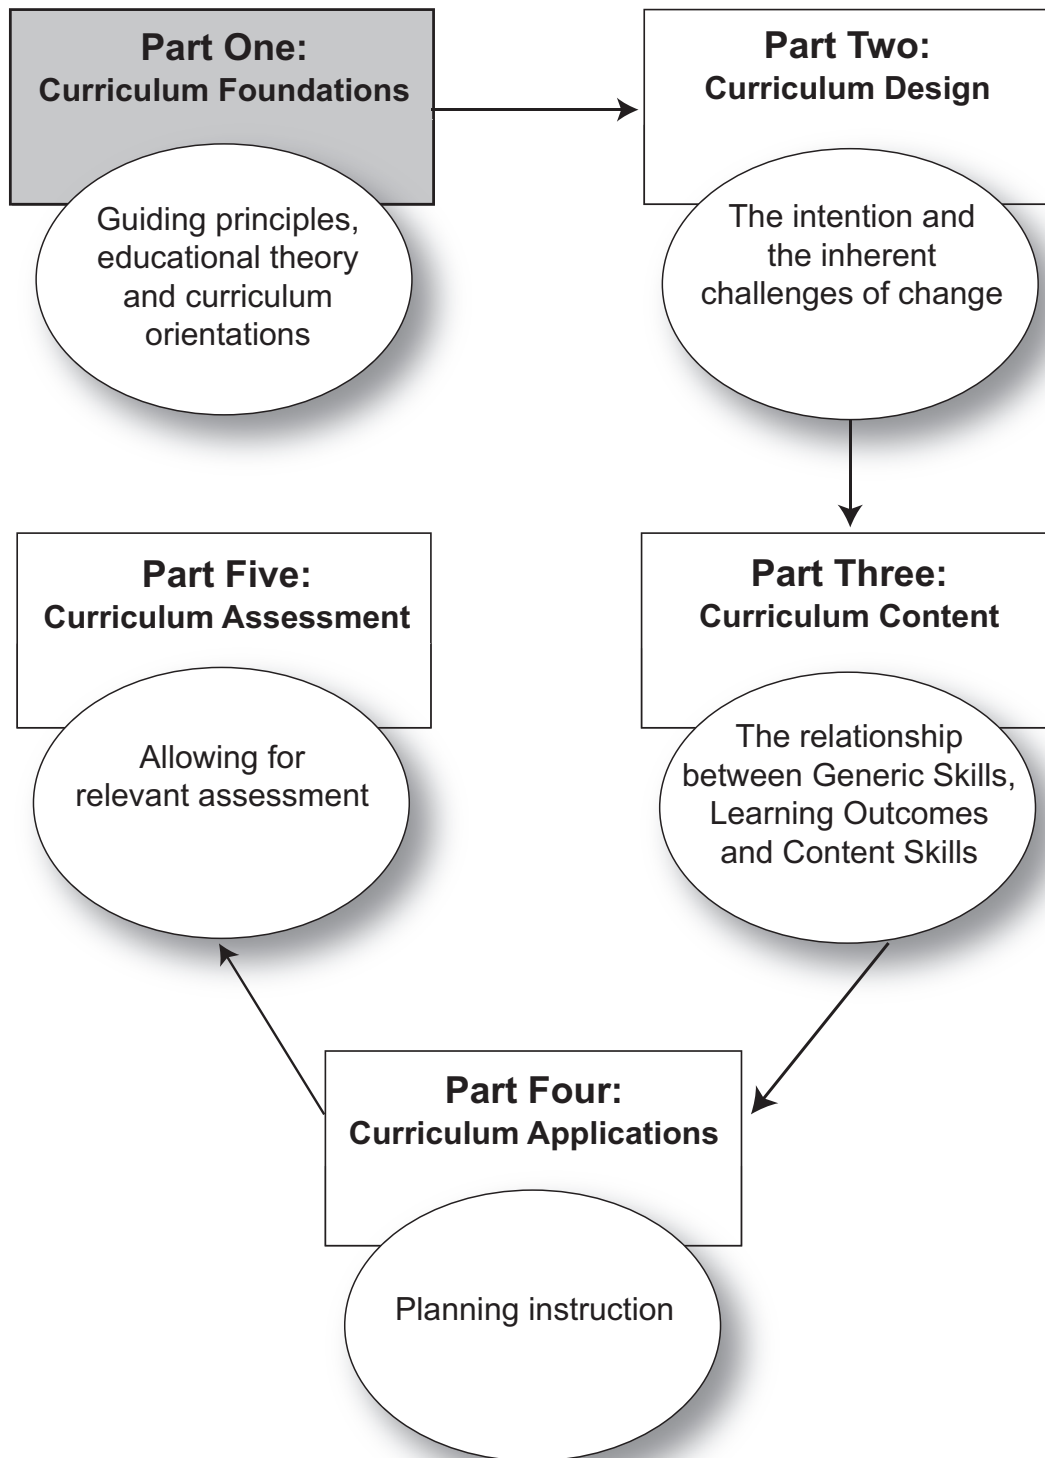 Part One:
Curriculum Foundations
Guiding principles,
educational theory
and curriculum
orientations
Part Two:
Curriculum Design
The intention and
the inherent
challenges of change
Part Three:
Curriculum Content
The relationship
between Generic Skills,
Learning Outcomes
and Content Skills
Part Four:
Curriculum Applications
Planning instruction
Part Five:
Curriculum Assessment
Allowing for
relevant assessment